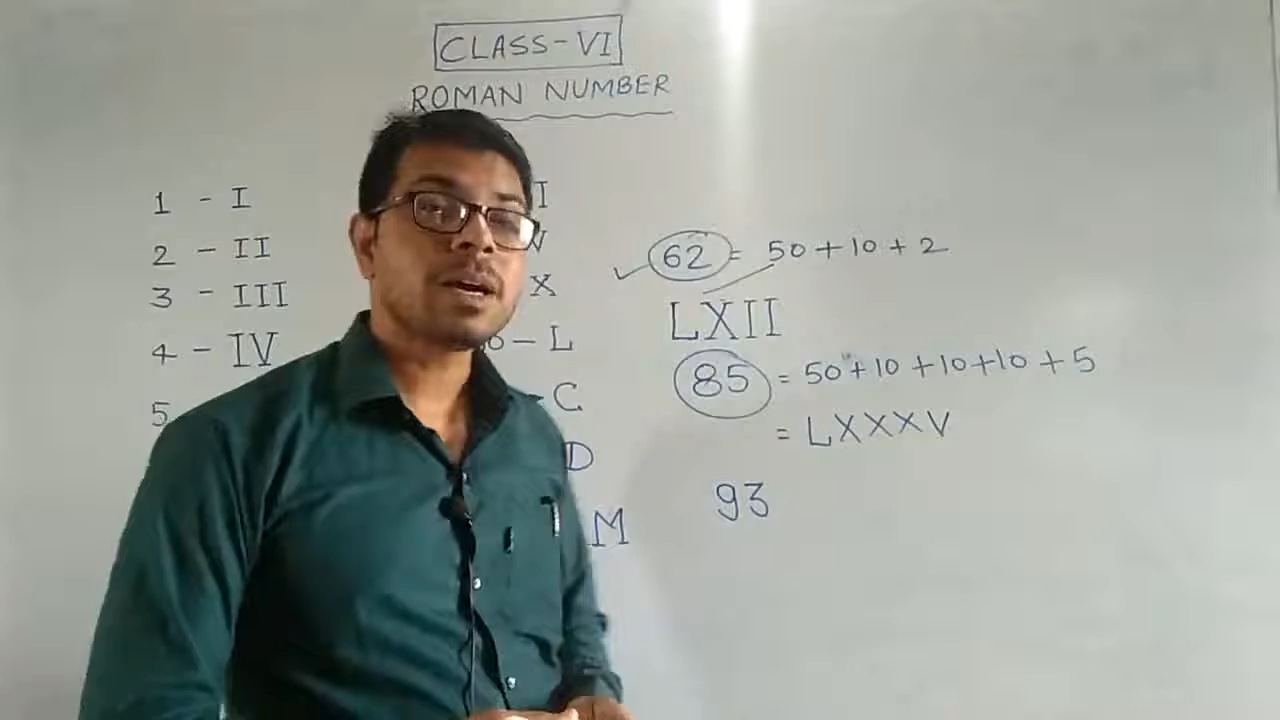 CLASS-VI
ROMAN NUMBER
1 - I
2 - II
3 - III
4 - IV
5
I
V
X
- L
- C
D
M
62 = 50+10+2
LXII
85 = 50+10+10+10+5
= LXXXV
93